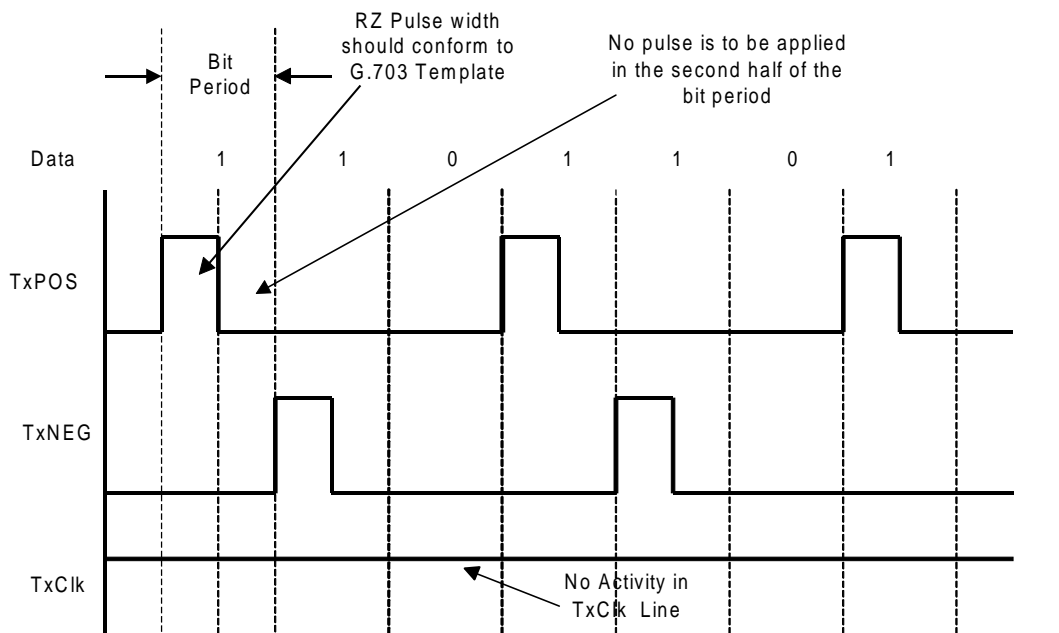 RZ Pulse width
should conform to
G.703 Template
No pulse is to be applied
in the second half of the
bit period
Bit
Period
Data 1 1 0 1 1 0 1
TxPOS
TxNEG
TxClk
No Activity in
TxClk Line